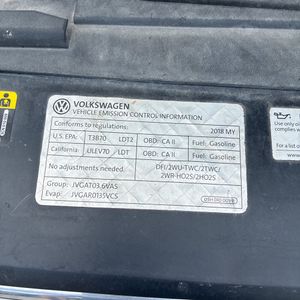 VOLKSWAGEN
VEHICLE EMISSION CONTROL INFORMATION
Conforms to regulations: 2018 MY
U.S. EPA: T3B70 LDT2 OBD: CA II Fuel: Gasoline
California: ULEV70 LDT OBD: CA II Fuel: Gasoline
No adjustments needed. DFI/2WU-TWC/2TWC/
2WR-HO2S/2HO2S
Group: JVGAT03.6VAS
Evap: JVGAR0135VCS